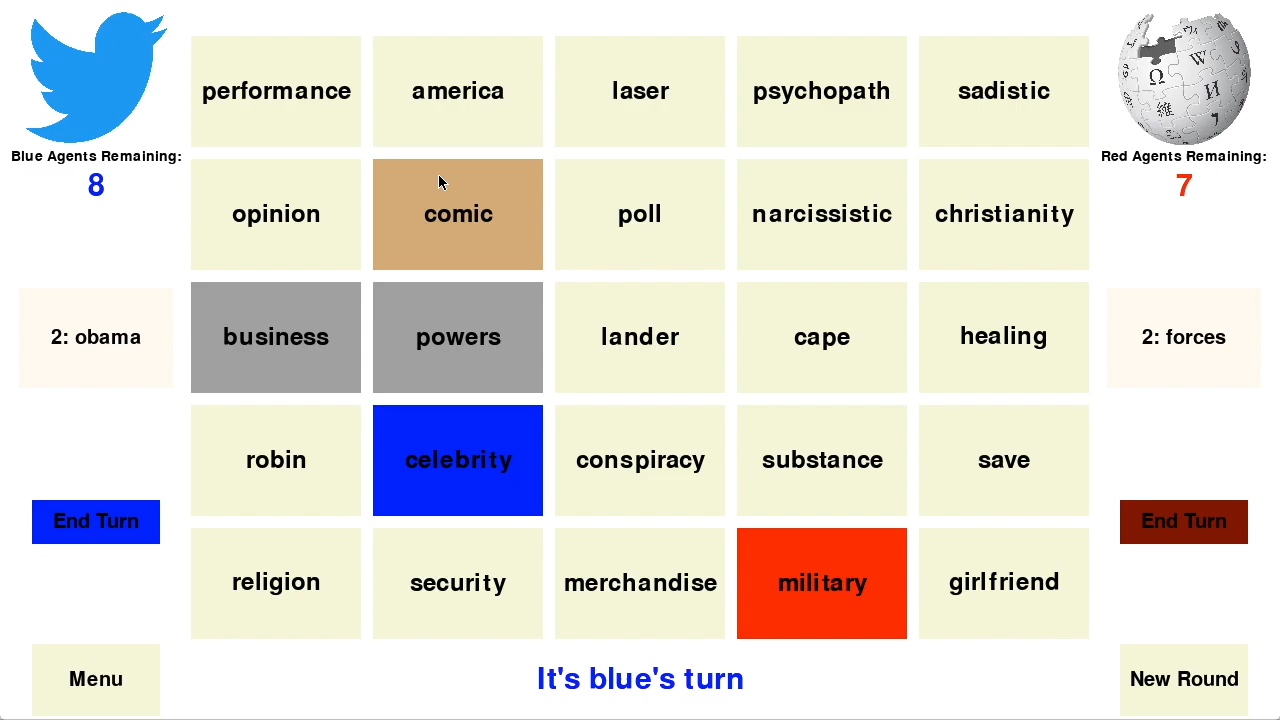 performance america laser psychopath sadistic
Blue Agents Remaining:
8
Red Agents Remaining:
7
opinion comic poll narcissistic christianity
2: obama
business powers lander cape healing
2: forces
robin celebrity conspiracy substance save
End Turn
End Turn
religion security merchandise military girlfriend
Menu
It's blue's turn
New Round